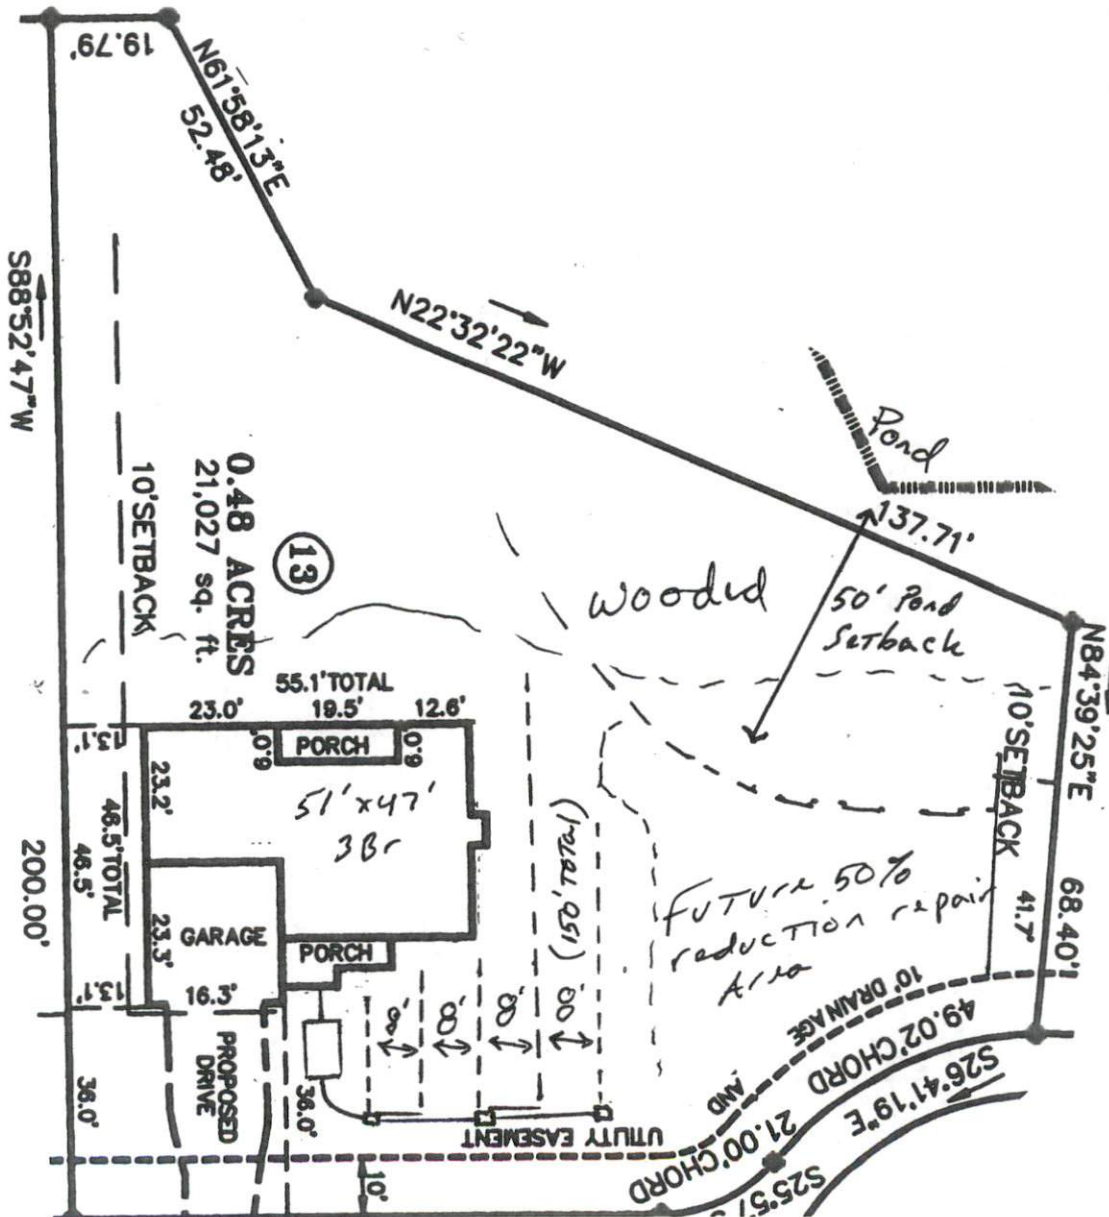 19.79'
N61°58'13"E
52.48'
N22°32'22"W
137.71'
Pond
S88°52'47"W
200.00'
10'SETBACK
0.48 ACRES
21,027 sq. ft.
13
wooded
50' Pond
Setback
N84°39'25"E
68.40'
10'SETBACK
41.7'
55.1'TOTAL
23.0'
19.5'
12.6'
6.0'
PORCH
6.0'
13.1'
23.2'
46.5'TOTAL
46.5'
51' x 47'
3Br
(Total, 150')
Future 50%
reduction repair
Area
GARAGE
23.3'
PORCH
13.1'
16.3'
8'
8'
8'
8'
PROPOSED
DRIVE
36.0'
36.0'
10' DRAINAGE
AND
UTILITY EASEMENT
49.02'CHORD
S26°41'19"E
21.00'CHORD
10'